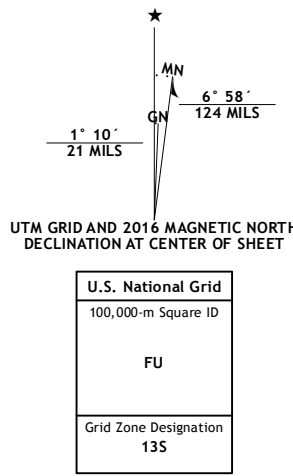 ★
MN
GN
6° 58´
124 MILS
1° 10´
21 MILS
UTM GRID AND 2016 MAGNETIC NORTH
DECLINATION AT CENTER OF SHEET
U.S. National Grid
100,000-m Square ID
FU
Grid Zone Designation
13S